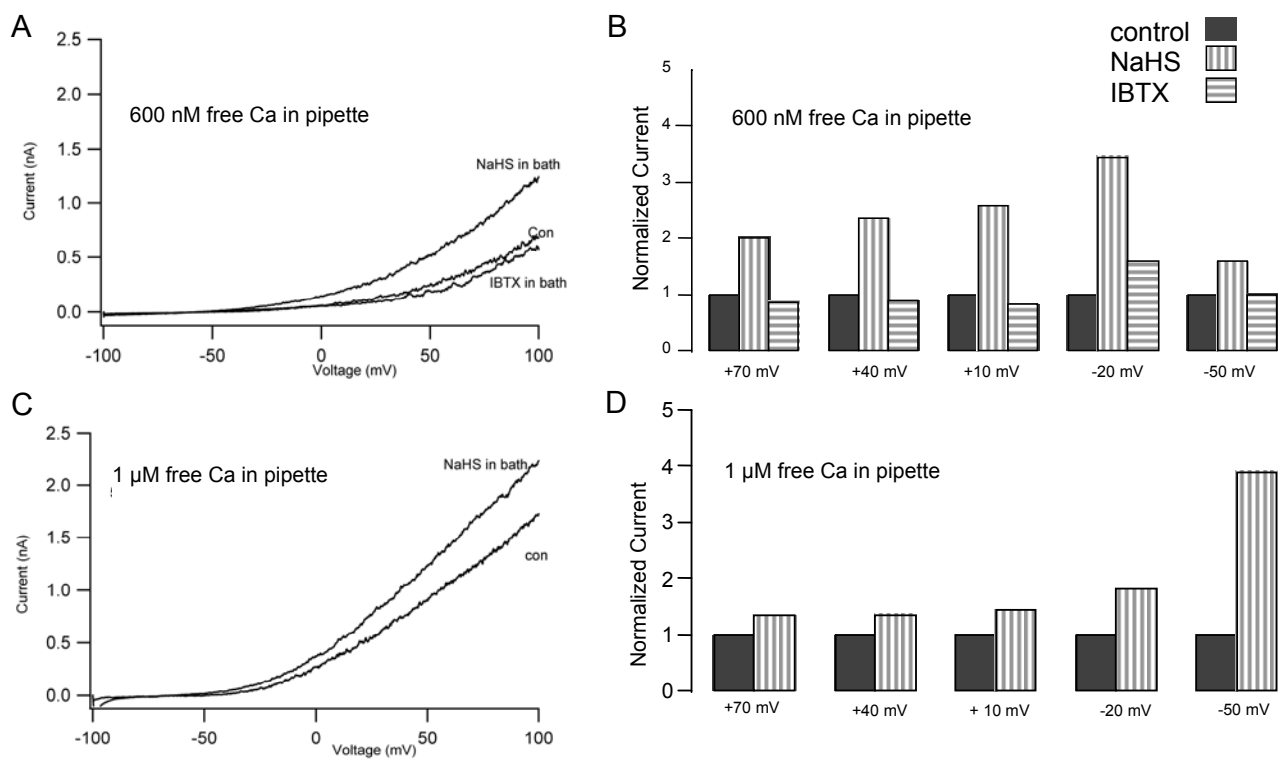 A
2.5
2.0
1.5
1.0
0.5
0.0
Current (nA)
600 nM free Ca in pipette
NaHS in bath
Con
IBTX in bath
-100
-50
0
50
100
Voltage (mV)
B
control
NaHS
IBTX
5
4
3
2
1
0
Normalized Current
600 nM free Ca in pipette
+70 mV
+40 mV
+10 mV
-20 mV
-50 mV
C
2.5
2.0
1.5
1.0
0.5
0.0
Current (nA)
1 µM free Ca in pipette
NaHS in bath
con
-100
-50
0
50
100
Voltage (mV)
D
5
4
3
2
1
0
Normalized Current
1 µM free Ca in pipette
+70 mV
+40 mV
+ 10 mV
-20 mV
-50 mV